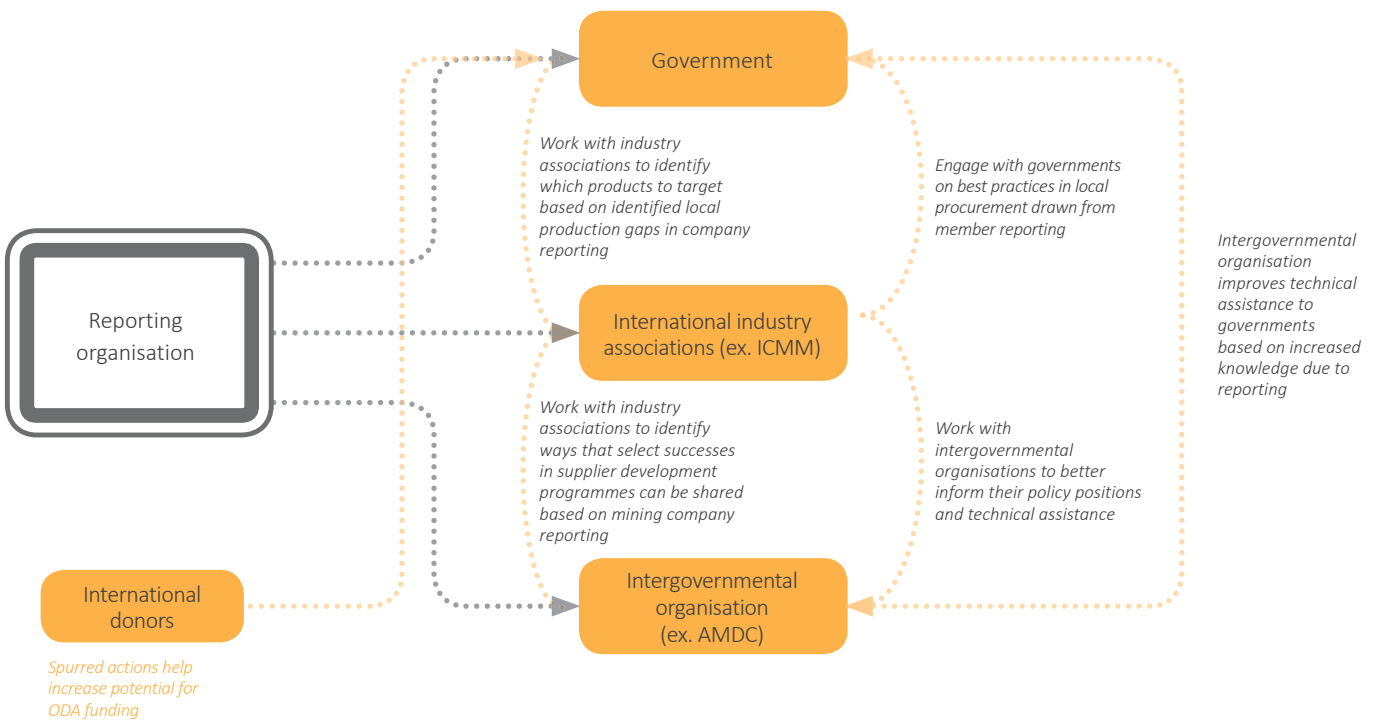 Government
Work with industry
associations to identify
which products to target
based on identified local
production gaps in company
reporting
Engage with governments
on best practices in local
procurement drawn from
member reporting
Intergovernmental
organisation
improves technical
assistance to
governments
based on increased
knowledge due to
reporting
Reporting
organisation
International industry
associations (ex. ICMM)
Work with industry
associations to identify
ways that select successes
in supplier development
programmes can be shared
based on mining company
reporting
Work with
intergovernmental
organisations to better
inform their policy positions
and technical assistance
Intergovernmental
organisation
(ex. AMDC)
International
donors
Spurred actions help
increase potential for
ODA funding